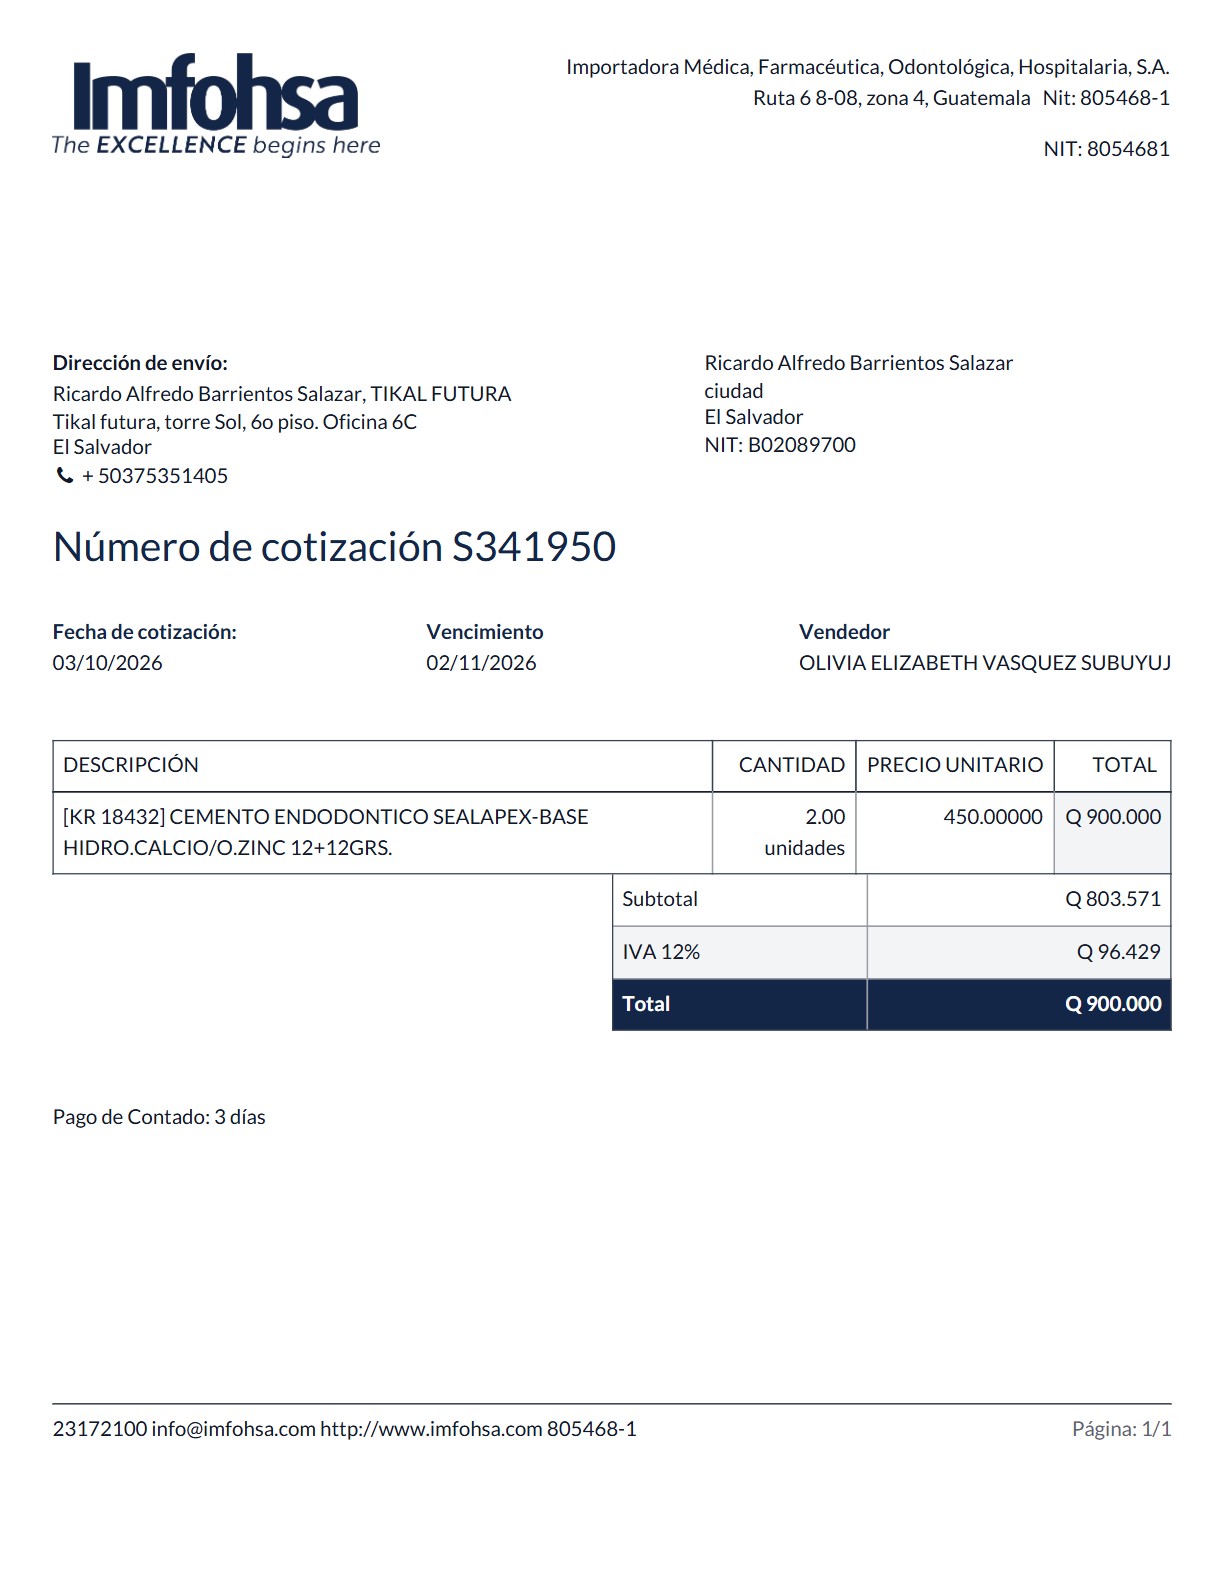 Imfohsa
The EXCELLENCE begins here
Importadora Médica, Farmacéutica, Odontológica, Hospitalaria, S.A.
Ruta 6 8-08, zona 4, Guatemala Nit: 805468-1
NIT: 8054681
Dirección de envío:
Ricardo Alfredo Barrientos Salazar, TIKAL FUTURA
Tikal futura, torre Sol, 6o piso. Oficina 6C
El Salvador
+ 50375351405
Ricardo Alfredo Barrientos Salazar
ciudad
El Salvador
NIT: B02089700
Número de cotización S341950
Fecha de cotización: Vencimiento Vendedor
03/10/2026 02/11/2026 OLIVIA ELIZABETH VASQUEZ SUBUYUJ
DESCRIPCIÓN CANTIDAD PRECIO UNITARIO TOTAL
[KR 18432] CEMENTO ENDODONTICO SEALAPEX-BASE 2.00 450.00000 Q 900.000
HIDRO.CALCIO/O.ZINC 12+12GRS. unidades
Subtotal Q 803.571
IVA 12% Q 96.429
Total Q 900.000
Pago de Contado: 3 días
23172100 info@imfohsa.com http://www.imfohsa.com 805468-1 Página: 1/1